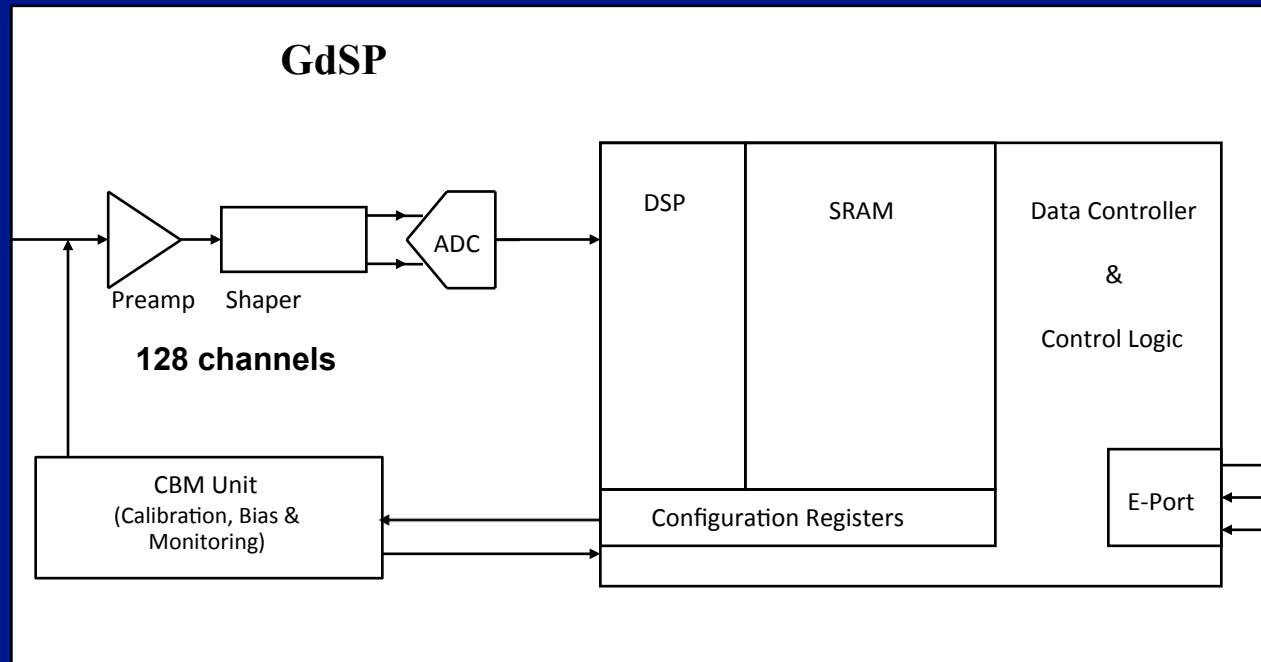 GdSP
DSP
SRAM
Data Controller
&
Control Logic
ADC
Preamp
Shaper
128 channels
CBM Unit
(Calibration, Bias &
Monitoring)
Configuration Registers
E-Port